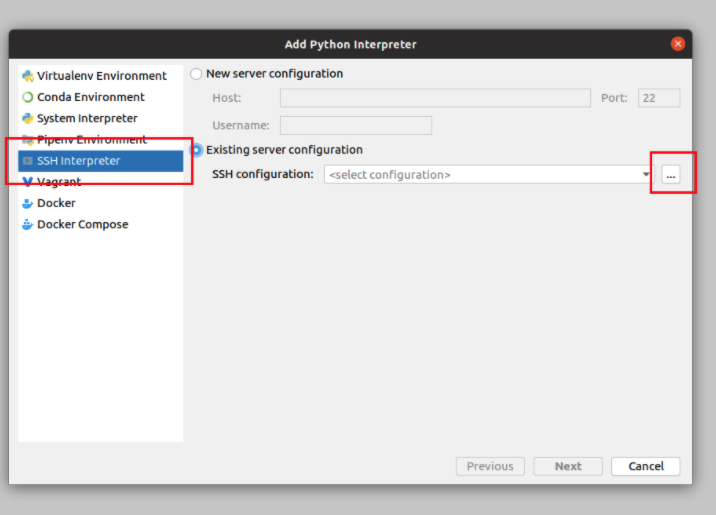 Add Python Interpreter
Virtualenv Environment
Conda Environment
System Interpreter
Pipenv Environment
SSH Interpreter
Vagrant
Docker
Docker Compose
New server configuration
Host:
Port: 22
Username:
Existing server configuration
SSH configuration: <select configuration> ...
Previous Next Cancel